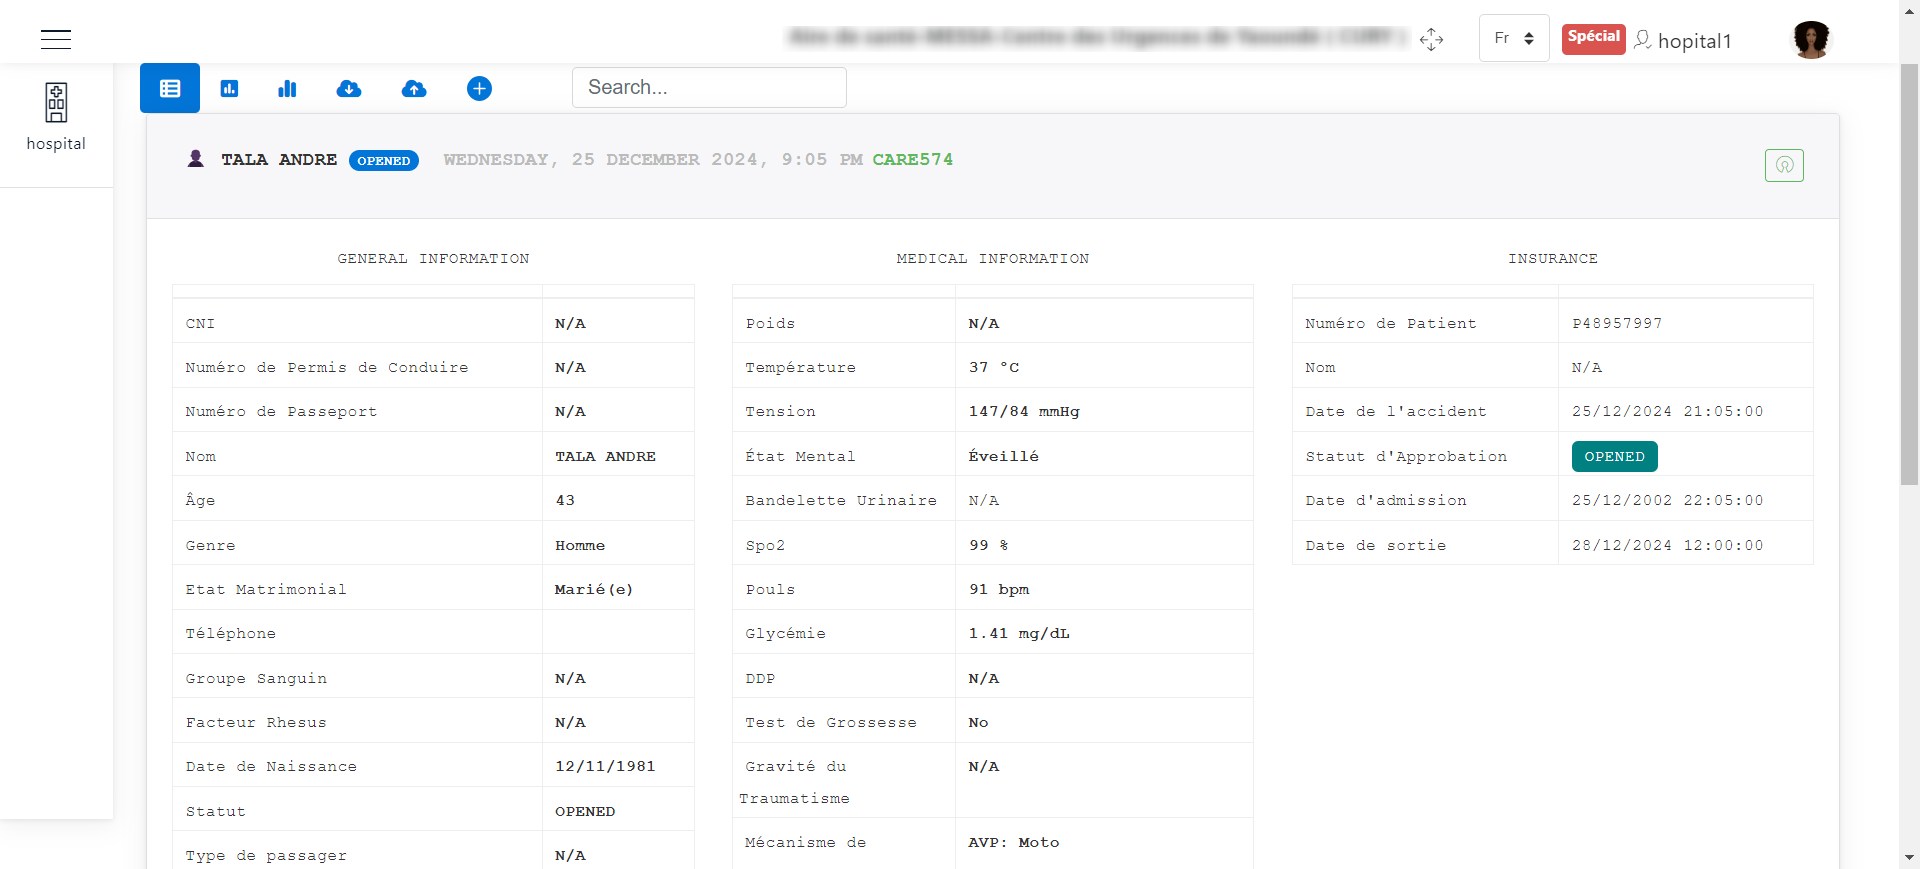 Fr
Spécial
hopital1
hospital
Search...
TALA ANDRE OPENED WEDNESDAY, 25 DECEMBER 2024, 9:05 PM CARE574
GENERAL INFORMATION
CNI N/A
Numéro de Permis de Conduire N/A
Numéro de Passeport N/A
Nom TALA ANDRE
Âge 43
Genre Homme
Etat Matrimonial Marié(e)
Téléphone
Groupe Sanguin N/A
Facteur Rhesus N/A
Date de Naissance 12/11/1981
Statut OPENED
Type de passager N/A
MEDICAL INFORMATION
Poids N/A
Température 37 °C
Tension 147/84 mmHg
État Mental Éveillé
Bandelette Urinaire N/A
Spo2 99 %
Pouls 91 bpm
Glycémie 1.41 mg/dL
DDP N/A
Test de Grossesse No
Gravité du N/A
Traumatisme
Mécanisme de AVP: Moto
INSURANCE
Numéro de Patient P48957997
Nom N/A
Date de l'accident 25/12/2024 21:05:00
Statut d'Approbation OPENED
Date d'admission 25/12/2002 22:05:00
Date de sortie 28/12/2024 12:00:00